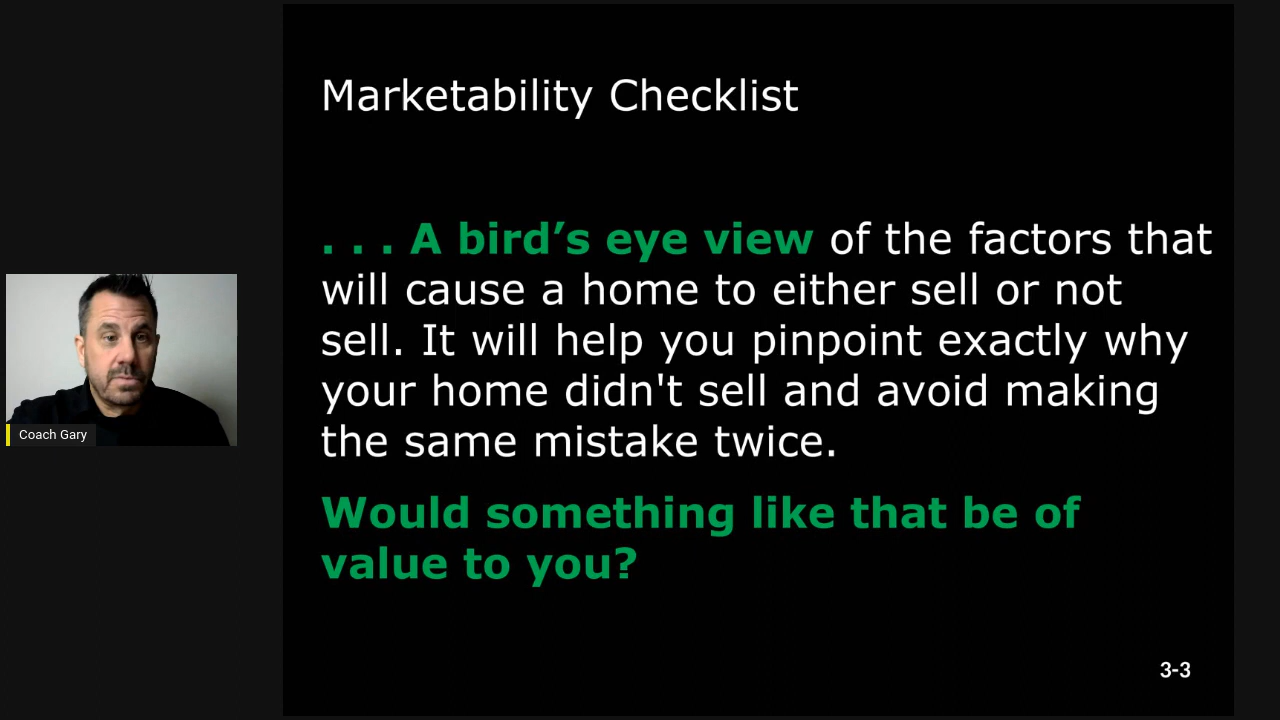 Marketability Checklist
. . . A bird’s eye view of the factors that
will cause a home to either sell or not
sell. It will help you pinpoint exactly why
your home didn't sell and avoid making
the same mistake twice.
Would something like that be of
value to you?
Coach Gary
3-3